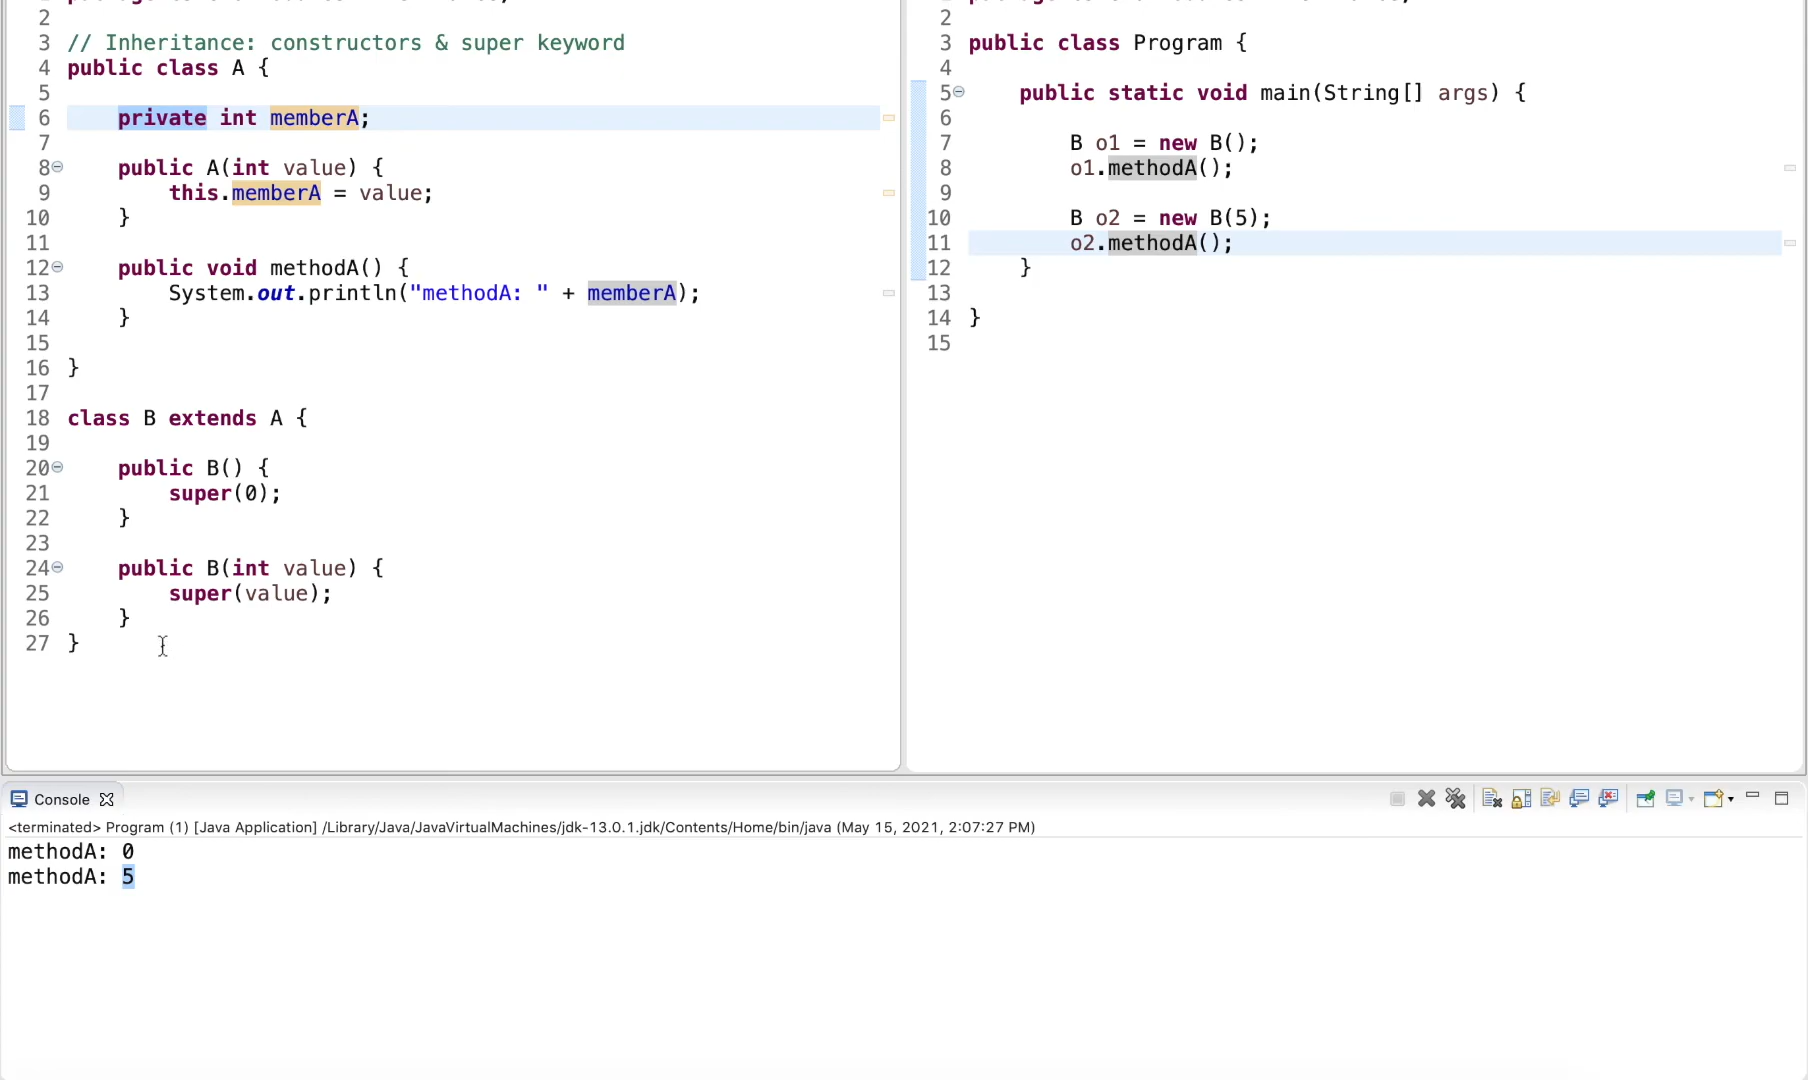 2
3 // Inheritance: constructors & super keyword
4 public class A {
5
6 private int memberA;
7
8 public A(int value) {
9 this.memberA = value;
10 }
11
12 public void methodA() {
13 System.out.println("methodA: " + memberA);
14 }
15
16 }
17
18 class B extends A {
19
20 public B() {
21 super(0);
22 }
23
24 public B(int value) {
25 super(value);
26 }
27 }
2
3 public class Program {
4
5 public static void main(String[] args) {
6
7 B o1 = new B();
8 o1.methodA();
9
10 B o2 = new B(5);
11 o2.methodA();
12 }
13
14 }
15
Console
<terminated> Program (1) [Java Application] /Library/Java/JavaVirtualMachines/jdk-13.0.1.jdk/Contents/Home/bin/java (May 15, 2021, 2:07:27 PM)
methodA: 0
methodA: 5